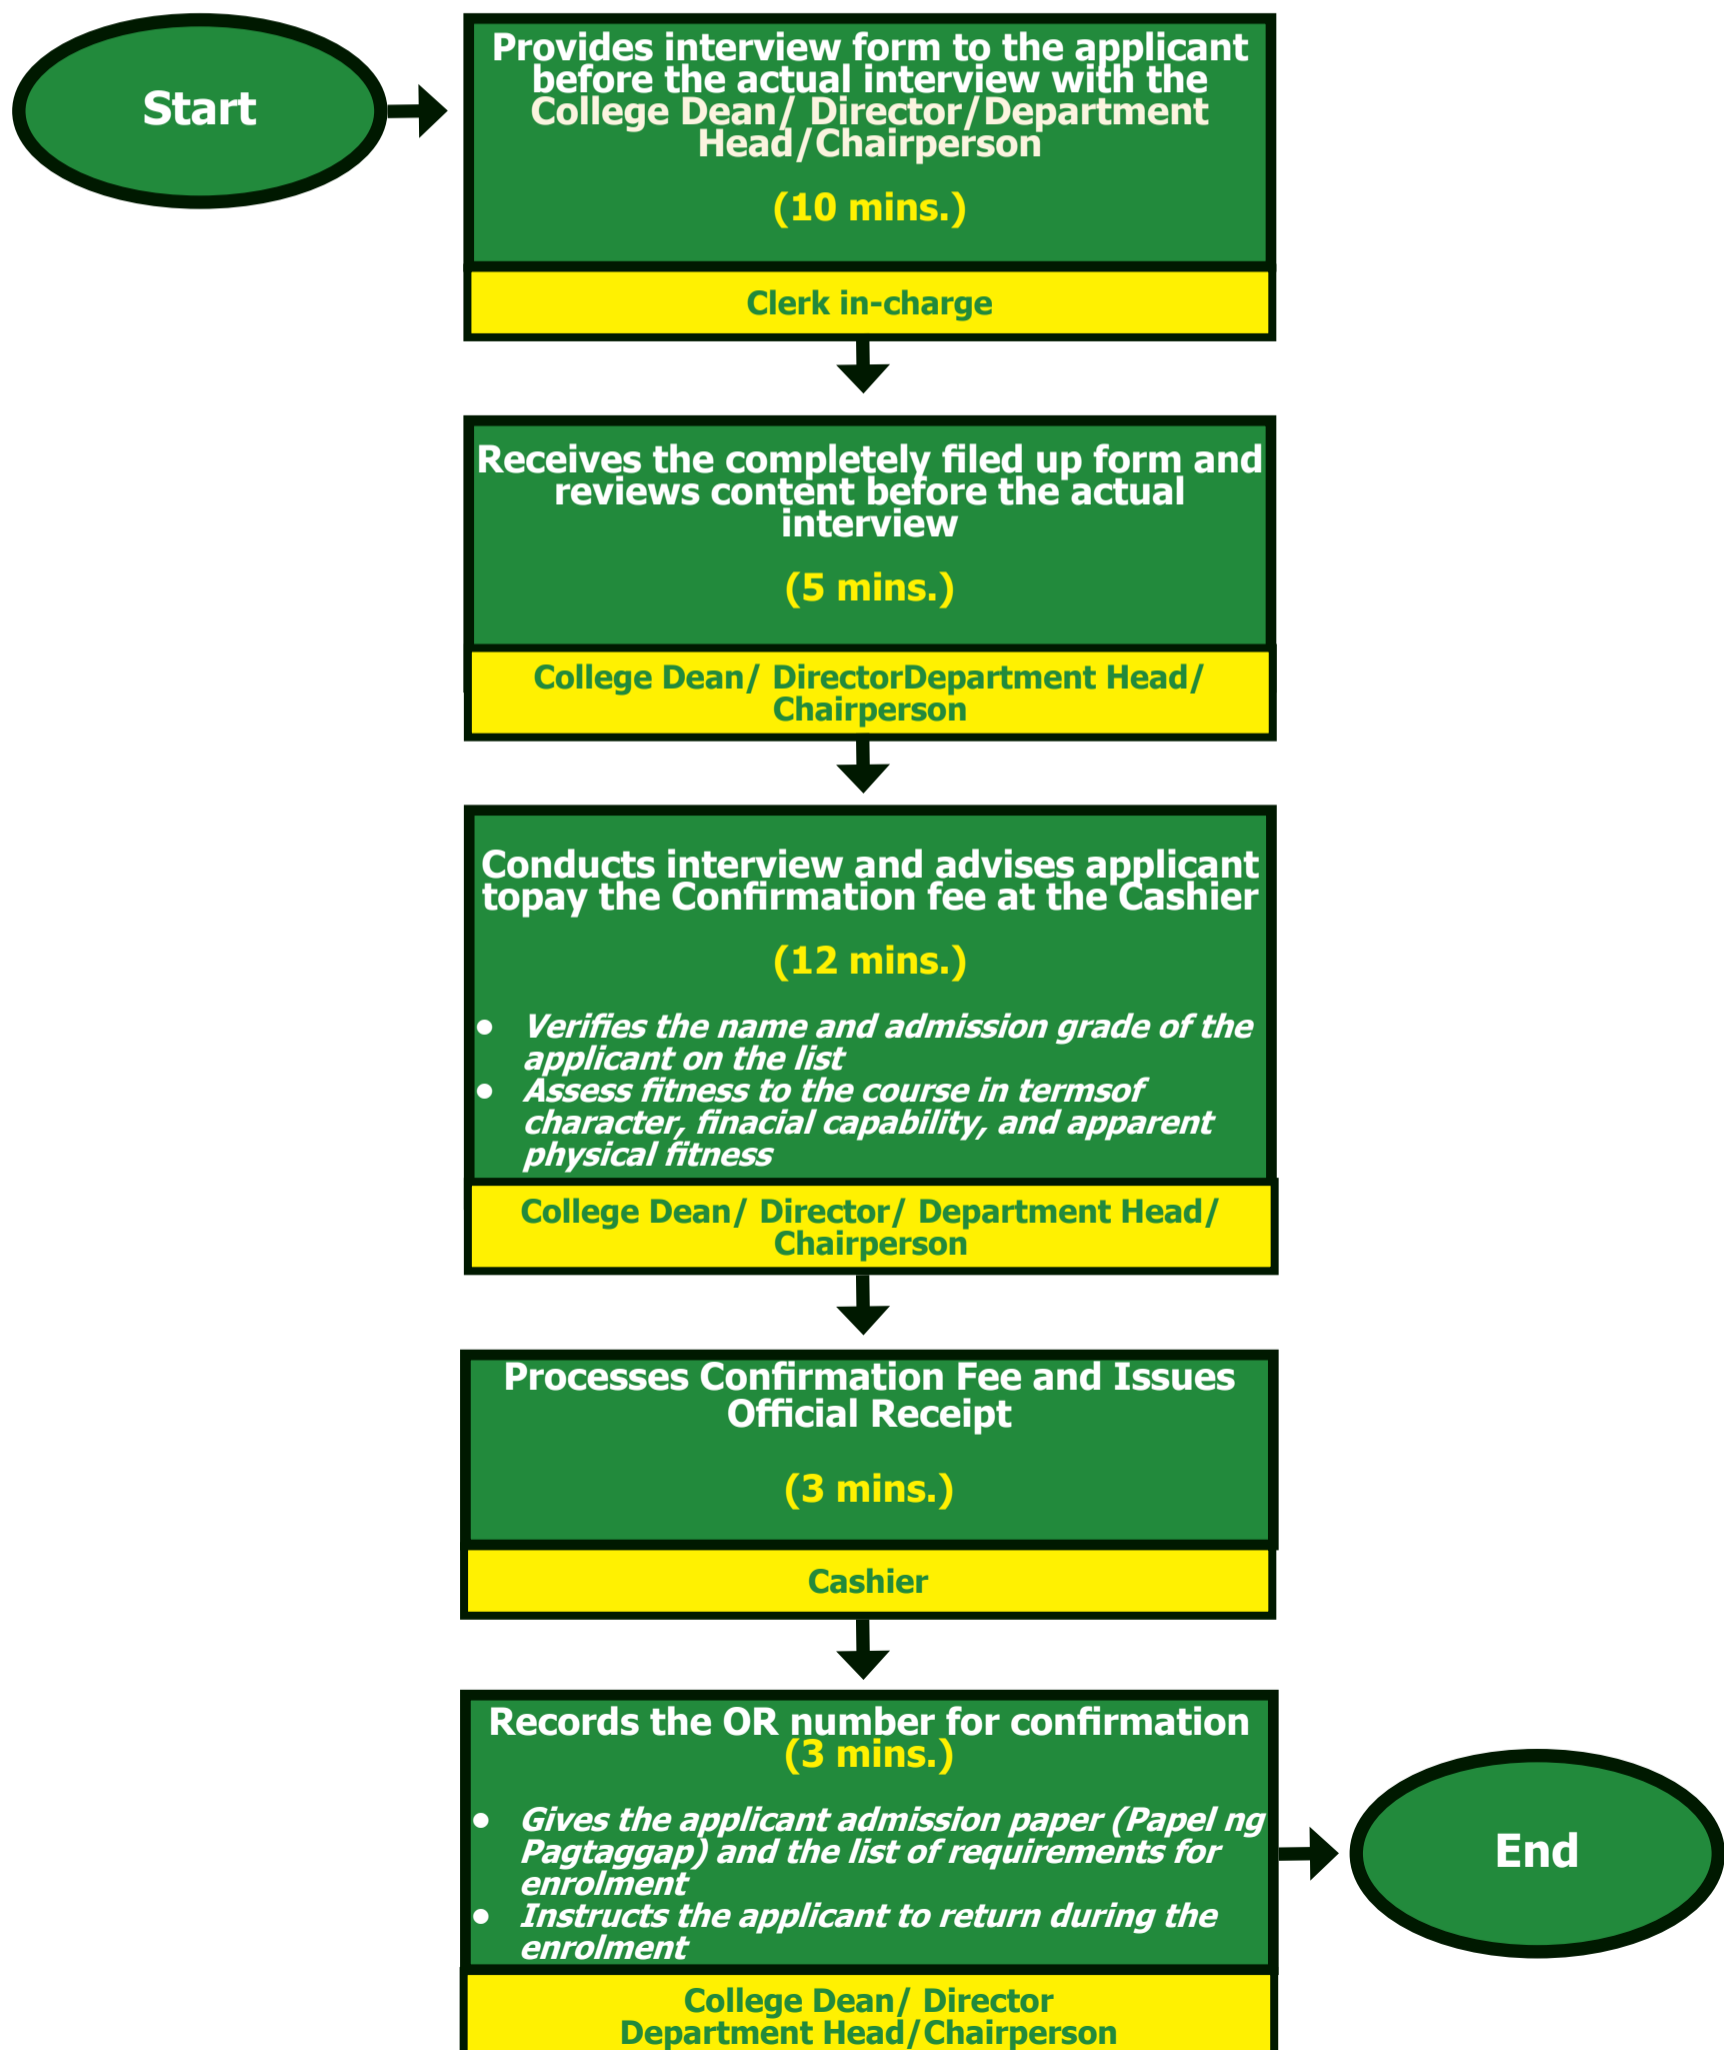 Start
Provides interview form to the applicant
before the actual interview with the
College Dean/ Director/Department
Head/Chairperson
(10 mins.)
Clerk in-charge
Receives the completely filed up form and
reviews content before the actual
interview
(5 mins.)
College Dean/ DirectorDepartment Head/
Chairperson
Conducts interview and advises applicant
topay the Confirmation fee at the Cashier
(12 mins.)
● Verifies the name and admission grade of the
applicant on the list
● Assess fitness to the course in termsof
character, finacial capability, and apparent
physical fitness
College Dean/ Director/ Department Head/
Chairperson
Processes Confirmation Fee and Issues
Official Receipt
(3 mins.)
Cashier
Records the OR number for confirmation
(3 mins.)
● Gives the applicant admission paper (Papel ng
Pagtaggap) and the list of requirements for
enrolment
● Instructs the applicant to return during the
enrolment
College Dean/ Director
Department Head/Chairperson
End